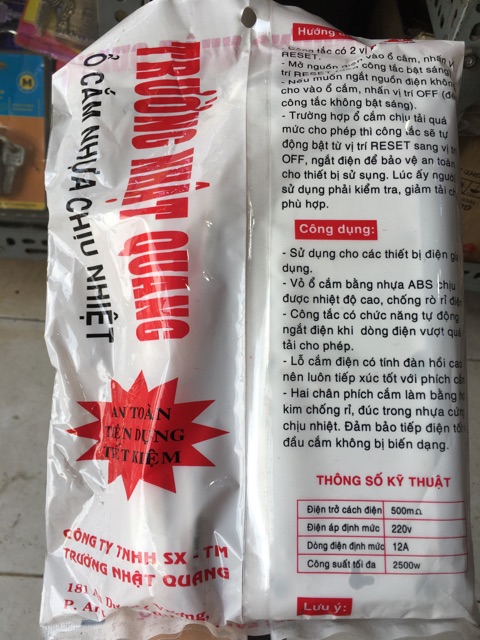 TRƯỜNG NHẬT QUANG
Ổ CẮM NHỰA CHỊU NHIỆT
AN TOÀN
TIỆN DỤNG
TIẾT KIỆM
CÔNG TY TNHH SX - TM
TRƯỜNG NHẬT QUANG
181
P. An
Hướng
tắc có 2 vị
RESET. vào ổ cắm, nhấn
- Mở nguồn công tắc bật sáng
trí RESET
- Nếu muốn ngắt nguồn điện không
cho vào ổ cắm, nhấn vị trí OFF
công tắc không bật sáng).
- Trường hợp ổ cắm chịu tải quá
mức cho phép thì công tắc sẽ tự
động bật từ vị trí RESET sang vị
OFF, ngắt điện để bảo vệ an toàn
cho thiết bị sử sụng. Lúc ấy người
sử dụng phải kiểm tra, giảm tải
phù hợp.
Công dụng:
- Sử dụng cho các thiết bị điện
dụng.
- Vỏ ổ cắm bằng nhựa ABS chịu
được nhiệt độ cao, chống rò rỉ điện
- Công tắc có chức năng tự động
ngắt điện khi dòng điện vượt quá
tải cho phép.
- Lỗ cắm điện có tính đàn hồi cao
nên luôn tiếp xúc tốt với phích cắm
- Hai chân phích cắm làm bằng
kim chống rỉ, đúc trong nhựa cứng
chịu nhiệt. Đảm bảo tiếp điện tốt
đầu cắm không bị biến dạng.
THÔNG SỐ KỸ THUẬT
Điện trở cách điện 500mΩ
Điện áp định mức 220v
Dòng điện định mức 12A
Công suất tối đa 2500w
Lưu ý: